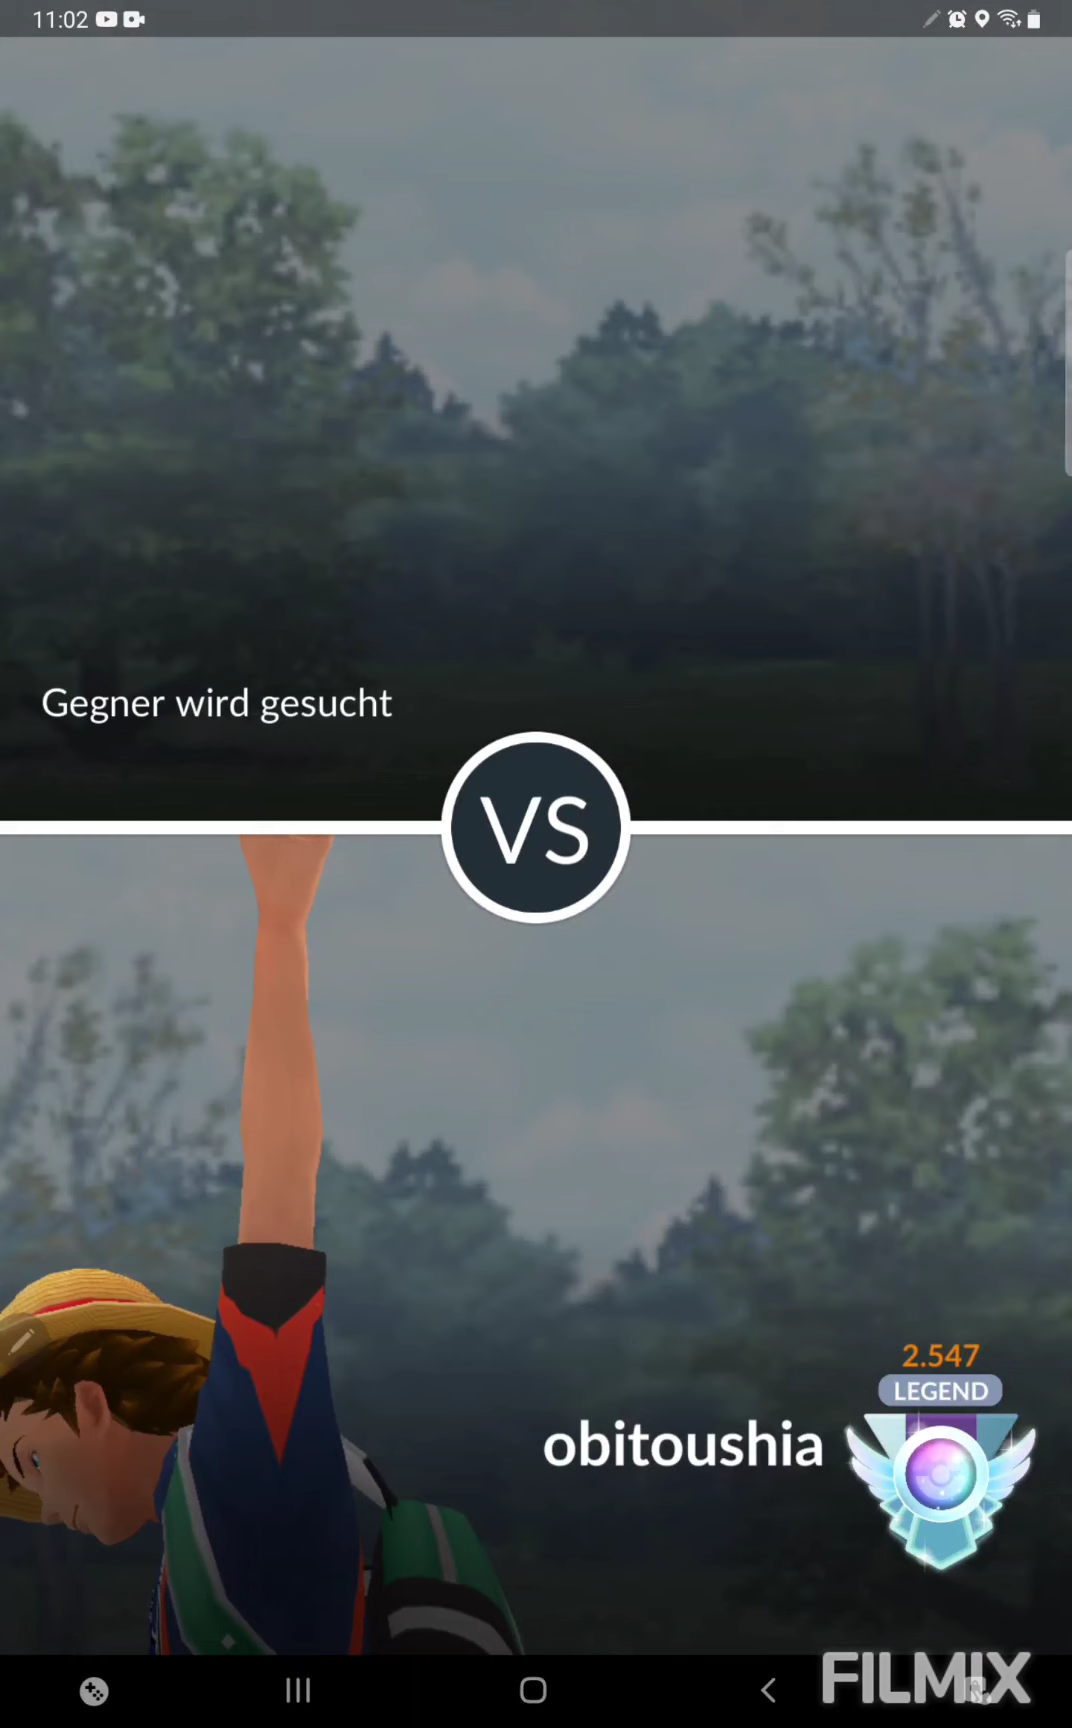 11:02
Gegner wird gesucht
VS
2.547
LEGEND
obitoushia
FILMIX